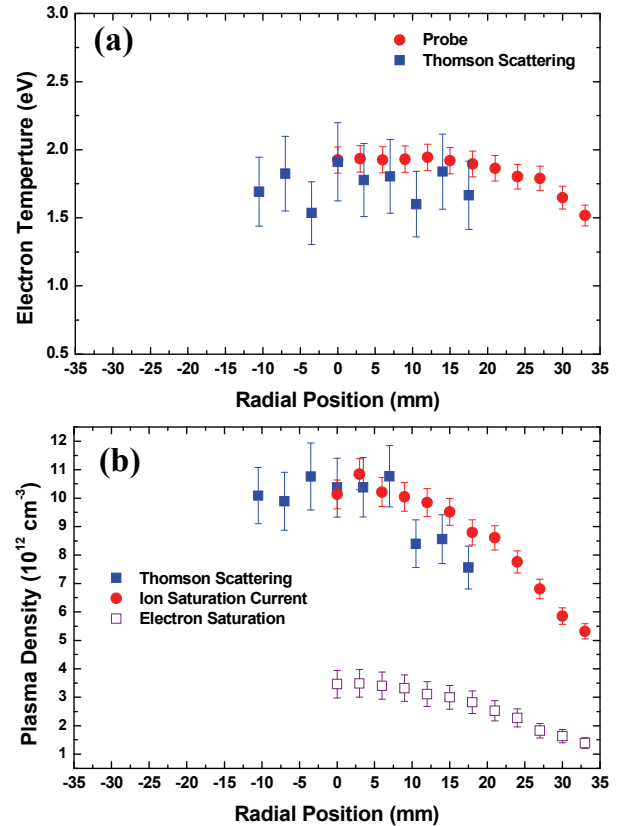 (a)
Probe
Thomson Scattering
Electron Temperture (eV)
3.0
2.5
2.0
1.5
1.0
0.5
-35 -30 -25 -20 -15 -10 -5 0 5 10 15 20 25 30 35
Radial Position (mm)
(b)
Thomson Scattering
Ion Saturation Current
Electron Saturation
Plasma Density (10¹² cm⁻³)
12
11
10
9
8
7
6
5
4
3
2
1
-35 -30 -25 -20 -15 -10 -5 0 5 10 15 20 25 30 35
Radial Position (mm)